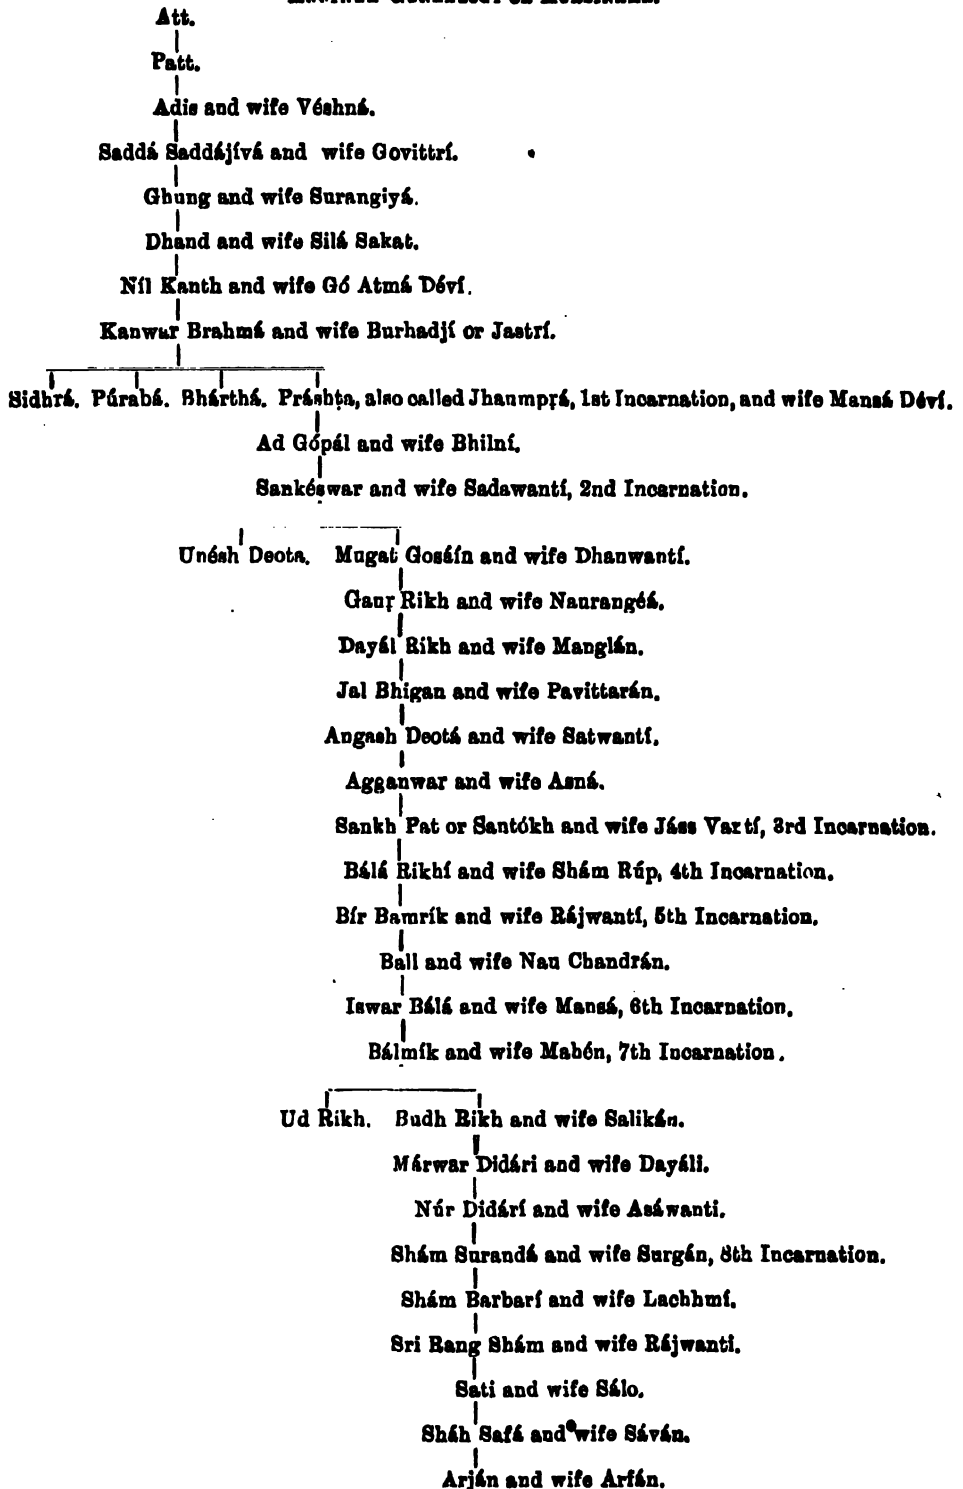 Att.
Patt.
Adis and wife Véshná.
Saddá Saddájívá and wife Govittrí.
Ghung and wife Surangiyá.
Dhand and wife Silá Sakat.
Níl Kanth and wife Gó Atmá Déví.
Kanwar Brahmá and wife Burhadjí or Jastrí.
Sidhrá. Púrabá. Bhárthá. Práshṭa, also called Jhaumpṛá, 1st Incarnation, and wife Mansá Déví.
Ad Gópál and wife Bhilní.
Sankéswar and wife Sadawantí, 2nd Incarnation.
Unésh Deota. Mugat Gosáín and wife Dhanwantí.
Gauṛ Rikh and wife Naurangéá.
Dayál Rikh and wife Manglán.
Jal Bhigan and wife Pavittarán.
Angash Deotá and wife Satwantí.
Agganwar and wife Asná.
Sankh Pat or Santókh and wife Jáss Vartí, 3rd Incarnation.
Bálá Rikhí and wife Shám Rúp, 4th Incarnation.
Bír Bamrík and wife Rájwantí, 5th Incarnation.
Ball and wife Nau Chandrán.
Iswar Bálá and wife Mansá, 6th Incarnation.
Bálmík and wife Mahén, 7th Incarnation.
Ud Rikh. Budh Rikh and wife Salikán.
Márwar Didári and wife Dayáli.
Núr Didárí and wife Asáwanti.
Shám Surandá and wife Surgán, 8th Incarnation.
Shám Barbarí and wife Lachhmí.
Sri Rang Shám and wife Rájwanti.
Sati and wife Sálo.
Sháh Safá and wife Sáván.
Arján and wife Arfán.